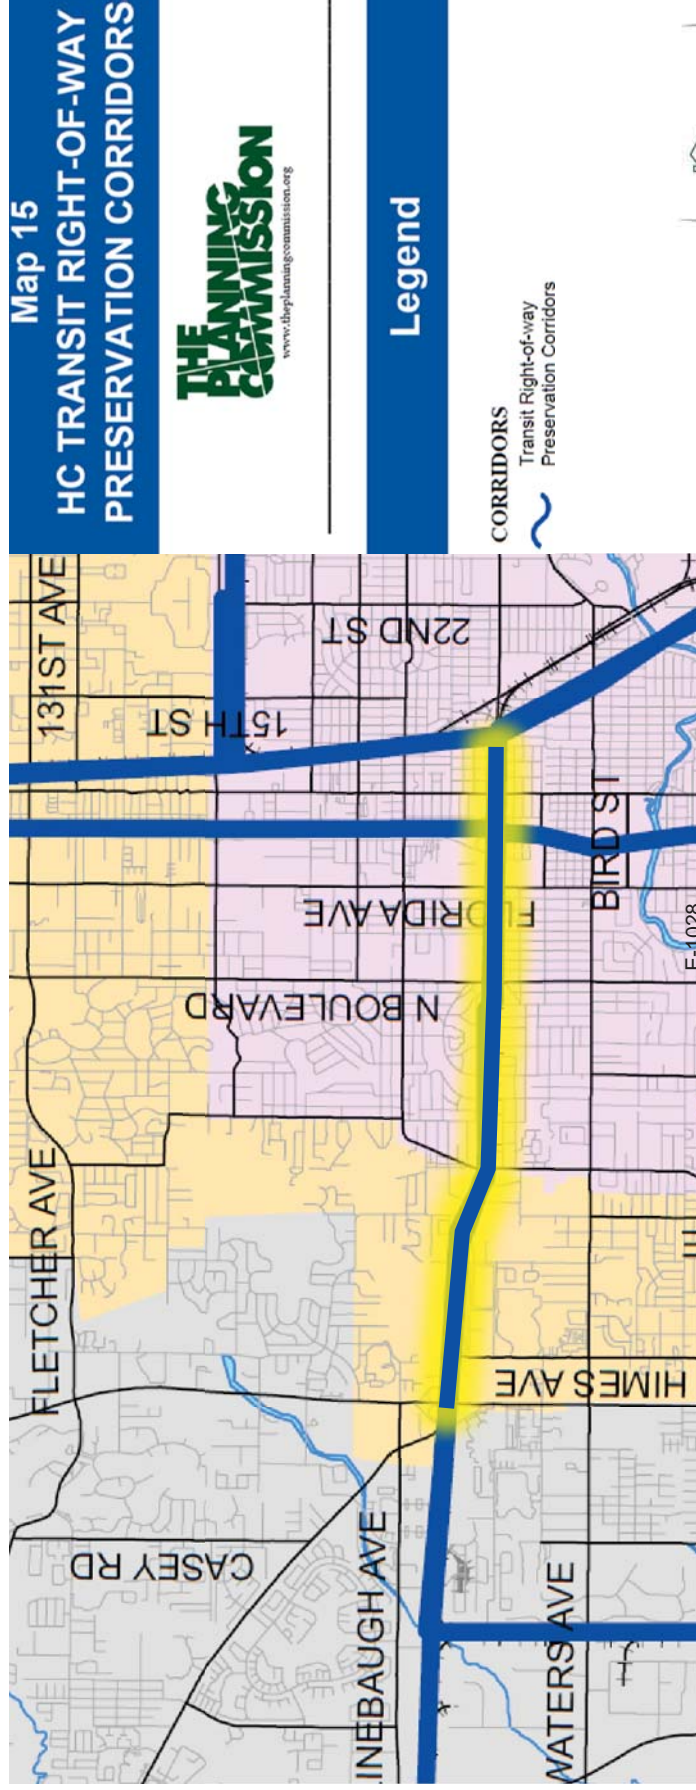 Map 15
HC TRANSIT RIGHT-OF-WAY
PRESERVATION CORRIDORS
THE
PLANNING
COMMISSION
www.theplanningcommission.org
Legend
CORRIDORS
Transit Right-of-way
Preservation Corridors
131ST AVE
FLETCHER AVE
22ND ST
15TH ST
FLORIDA AVE
N BOULEVARD
BIRD ST
HIMES AVE
CASEY RD
LINEBAUGH AVE
WATERS AVE
E-1028